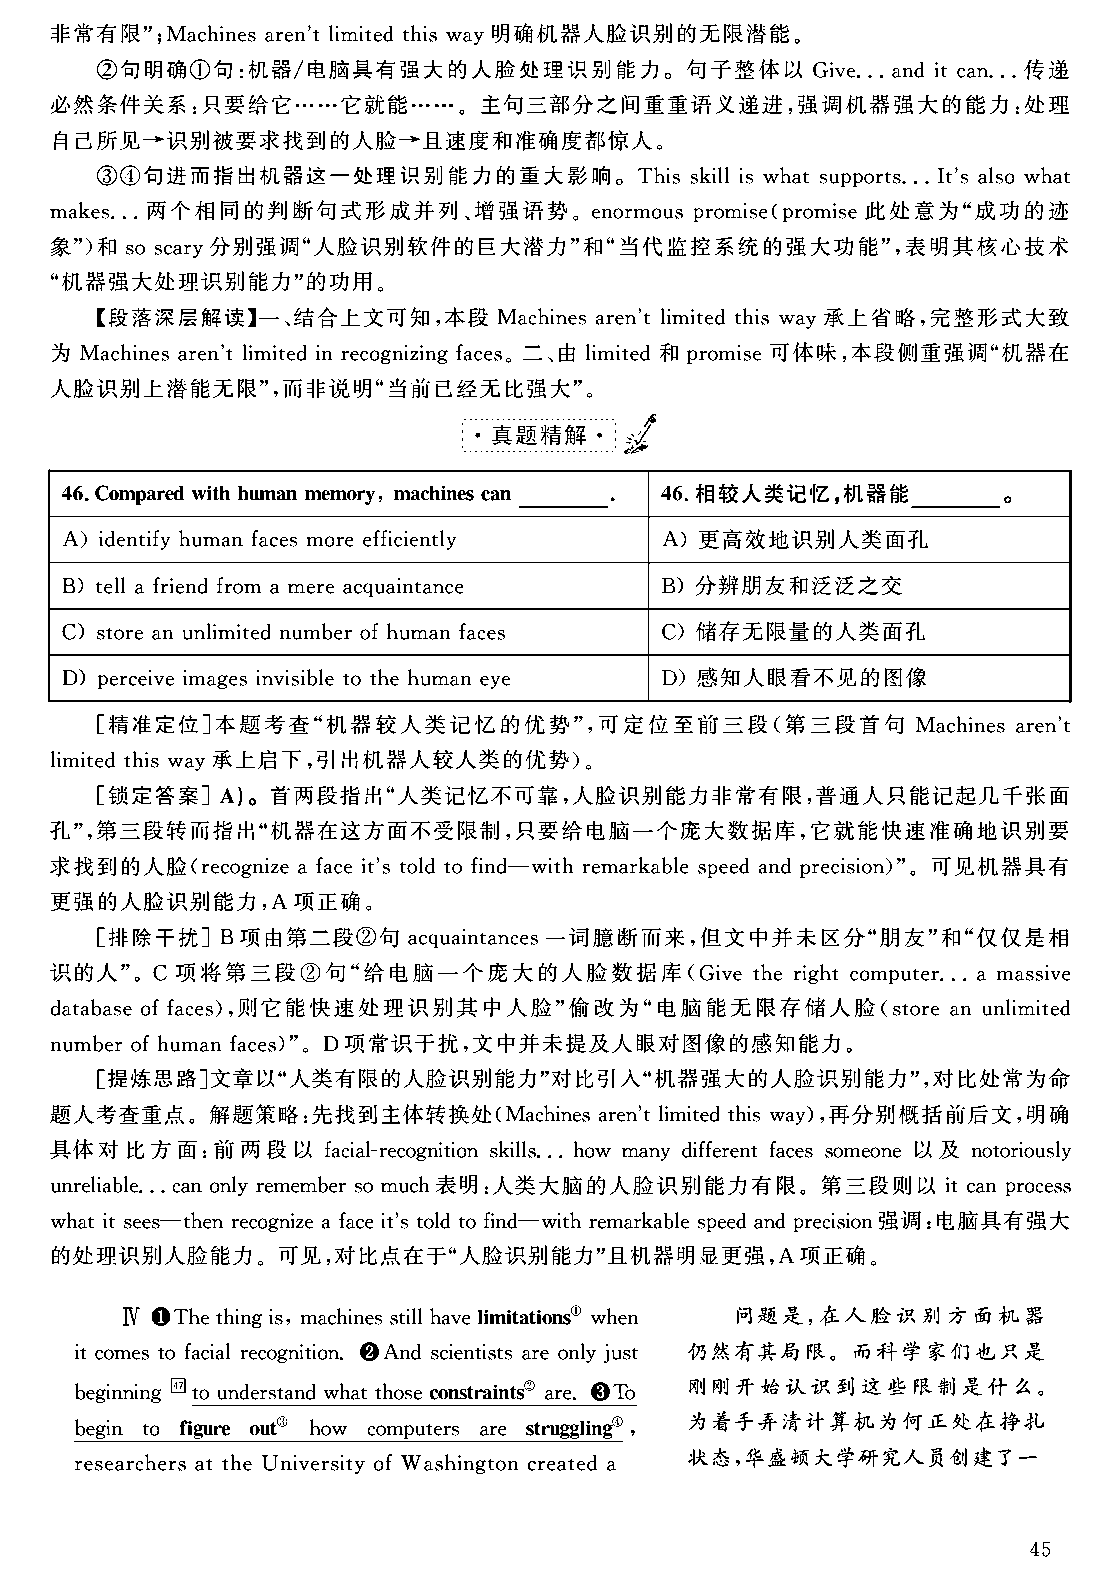 非常有限”;Machines aren't limited this way 明确机器人脸识别的无限潜能。
②句明确①句:机器/电脑具有强大的人脸处理识别能力。句子整体以 Give... and it can... 传递
必然条件关系:只要给它……它就能……。主句三部分之间重重语义递进,强调机器强大的能力:处理
自己所见→识别被要求找到的人脸→且速度和准确度都惊人。
③④句进而指出机器这一处理识别能力的重大影响。This skill is what supports... It's also what
makes... 两个相同的判断句式形成并列、增强语势。enormous promise(promise 此处意为“成功的迹
象”)和 so scary 分别强调“人脸识别软件的巨大潜力”和“当代监控系统的强大功能”,表明其核心技术
“机器强大处理识别能力”的功用。
【段落深层解读】一、结合上文可知,本段 Machines aren't limited this way 承上省略,完整形式大致
为 Machines aren't limited in recognizing faces。二、由 limited 和 promise 可体味,本段侧重强调“机器在
人脸识别上潜能无限”,而非说明“当前已经无比强大”。
·真题精解·
46. Compared with human memory, machines can ________.
46. 相较人类记忆,机器能________。
A) identify human faces more efficiently
A) 更高效地识别人类面孔
B) tell a friend from a mere acquaintance
B) 分辨朋友和泛泛之交
C) store an unlimited number of human faces
C) 储存无限量的人类面孔
D) perceive images invisible to the human eye
D) 感知人眼看不见的图像
[精准定位]本题考查“机器较人类记忆的优势”,可定位至前三段(第三段首句 Machines aren't
limited this way 承上启下,引出机器人较人类的优势)。
[锁定答案] A)。首两段指出“人类记忆不可靠,人脸识别能力非常有限,普通人只能记起几千张面
孔”,第三段转而指出“机器在这方面不受限制,只要给电脑一个庞大数据库,它就能快速准确地识别要
求找到的人脸(recognize a face it's told to find—with remarkable speed and precision)”。可见机器具有
更强的人脸识别能力,A 项正确。
[排除干扰] B 项由第二段②句 acquaintances 一词臆断而来,但文中并未区分“朋友”和“仅仅是相
识的人”。C 项将第三段②句“给电脑一个庞大的人脸数据库(Give the right computer... a massive
database of faces),则它能快速处理识别其中人脸”偷改为“电脑能无限存储人脸(store an unlimited
number of human faces)”。D 项常识干扰,文中并未提及人眼对图像的感知能力。
[提炼思路]文章以“人类有限的人脸识别能力”对比引入“机器强大的人脸识别能力”,对比处常为命
题人考查重点。解题策略:先找到主体转换处(Machines aren't limited this way),再分别概括前后文,明确
具体对比方面:前两段以 facial-recognition skills... how many different faces someone 以及 notoriously
unreliable... can only remember so much 表明:人类大脑的人脸识别能力有限。第三段则以 it can process
what it sees—then recognize a face it's told to find—with remarkable speed and precision 强调:电脑具有强大
的处理识别人脸能力。可见,对比点在于“人脸识别能力”且机器明显更强,A 项正确。
Ⅳ ❶The thing is, machines still have limitations① when
it comes to facial recognition. ❷And scientists are only just
beginning 47 to understand what those constraints② are. ❸To
begin to figure out③ how computers are struggling④,
researchers at the University of Washington created a
问题是,在人脸识别方面机器
仍然有其局限。而科学家们也只是
刚刚开始认识到这些限制是什么。
为着手弄清计算机为何正处在挣扎
状态,华盛顿大学研究人员创建了一
45